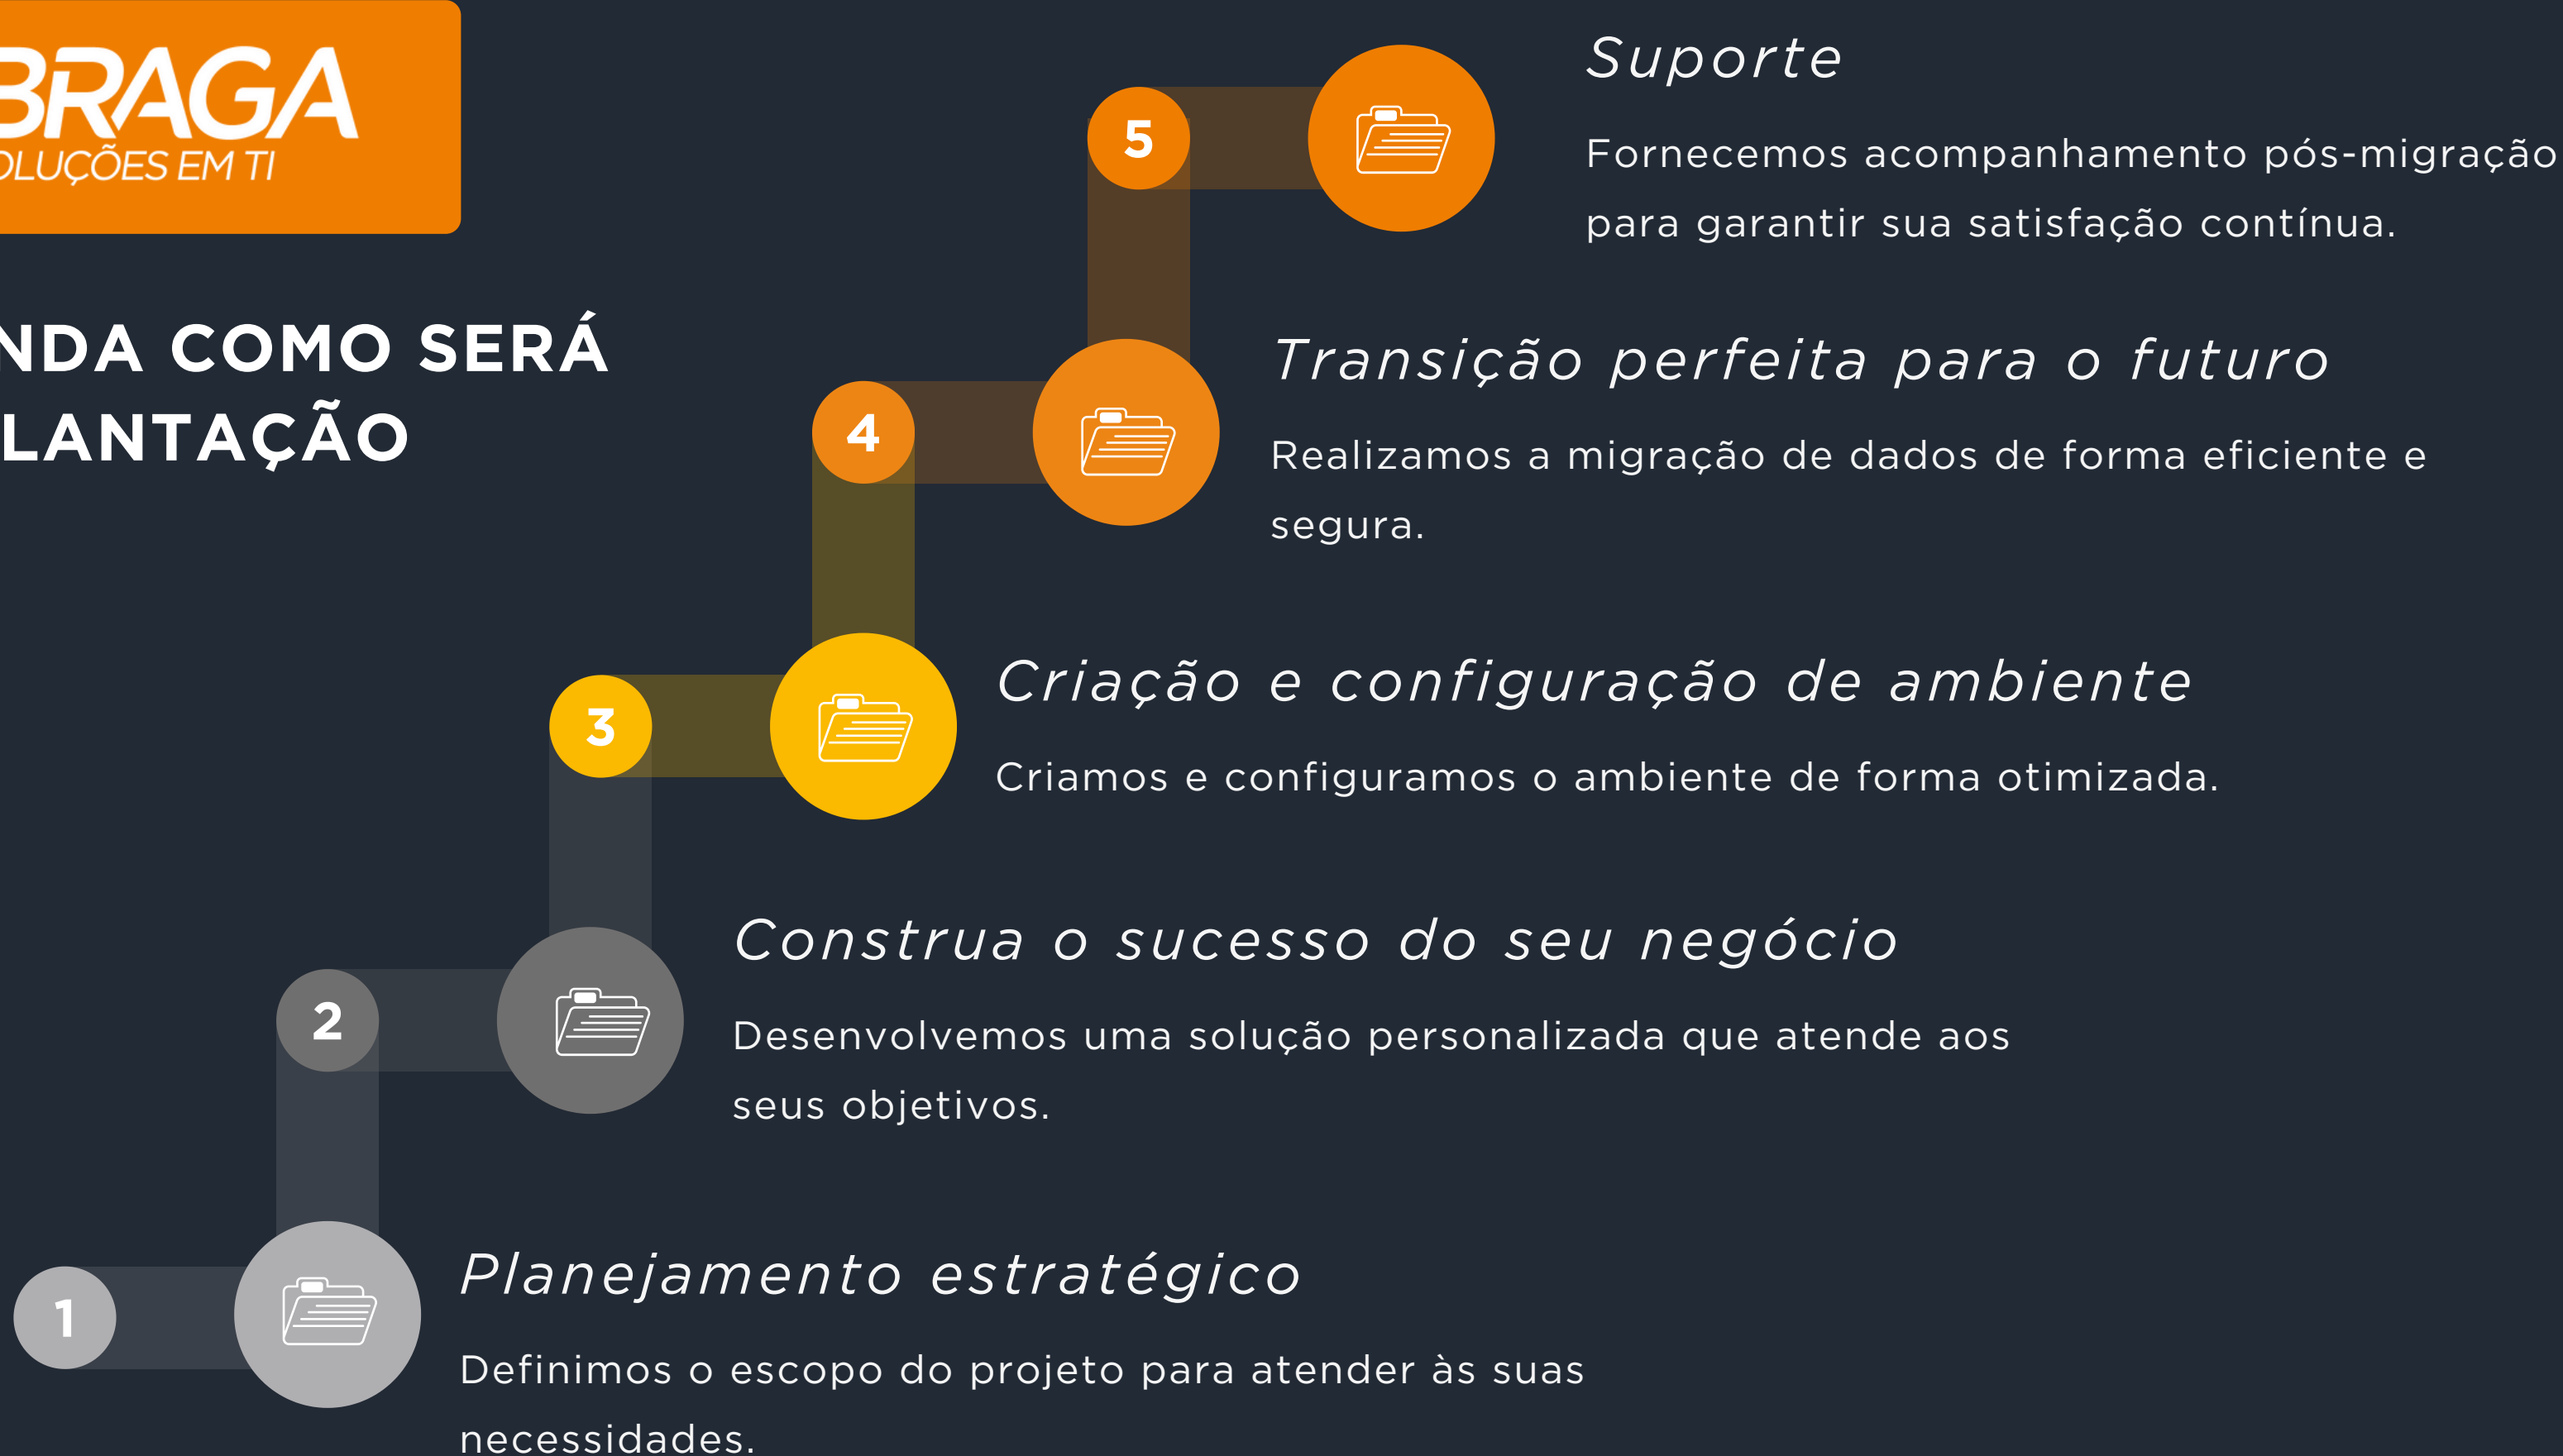 BRAGA
OLUÇÕES EM TI
NDA COMO SERÁ
LANTAÇÃO
5
Suporte
Fornecemos acompanhamento pós-migração
para garantir sua satisfação contínua.
4
Transição perfeita para o futuro
Realizamos a migração de dados de forma eficiente e
segura.
3
Criação e configuração de ambiente
Criamos e configuramos o ambiente de forma otimizada.
2
Construa o sucesso do seu negócio
Desenvolvemos uma solução personalizada que atende aos
seus objetivos.
1
Planejamento estratégico
Definimos o escopo do projeto para atender às suas
necessidades.